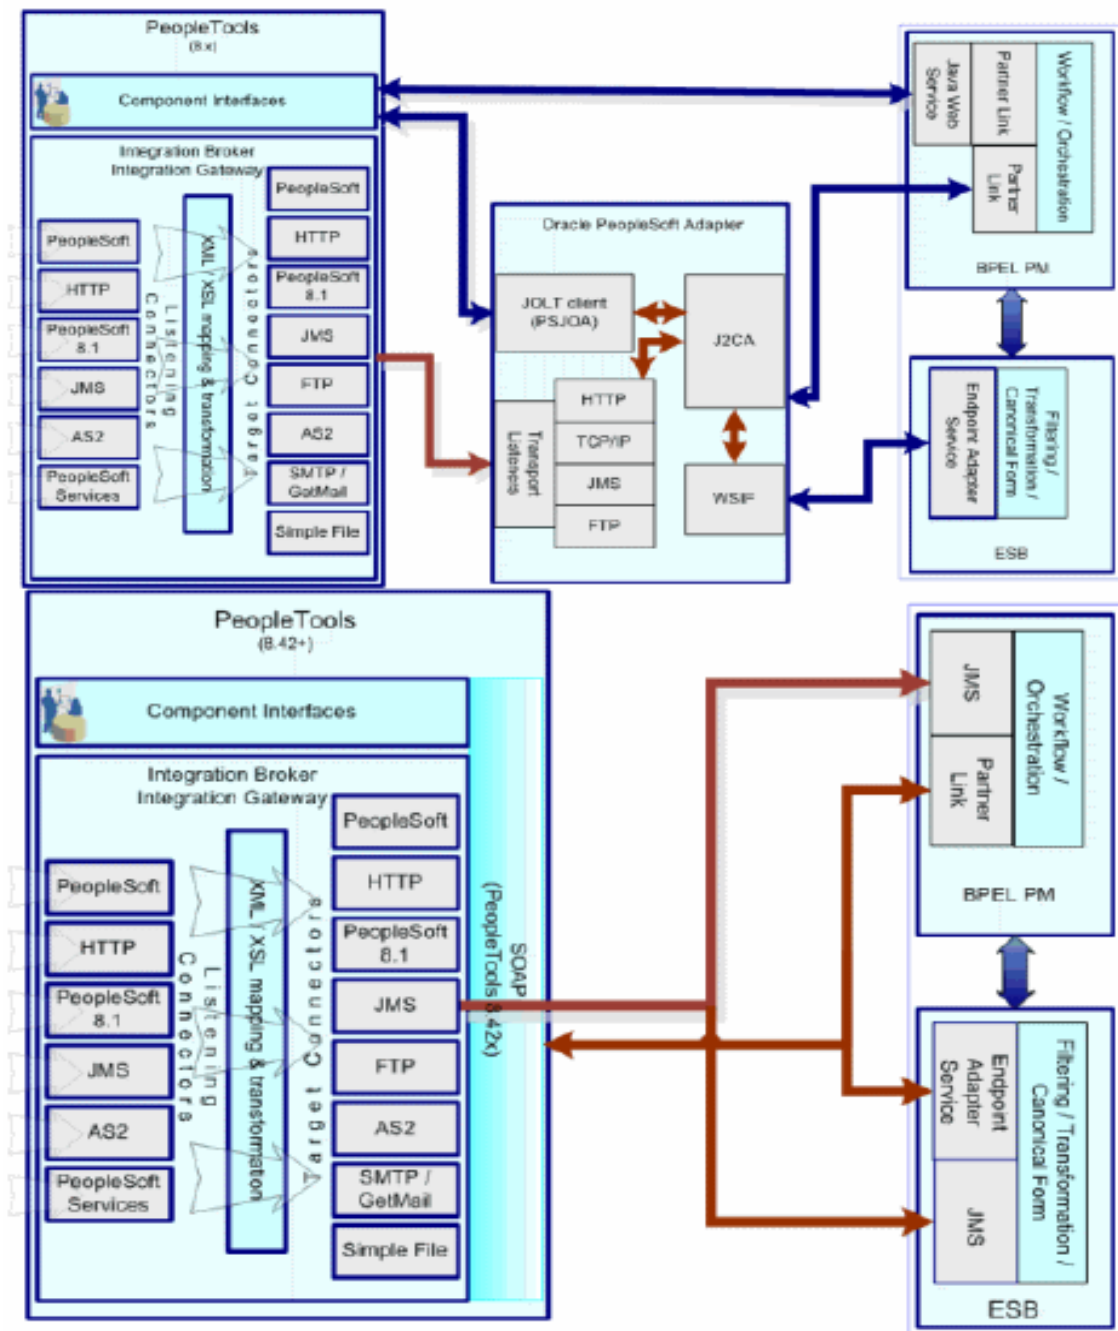 PeopleTools
(8.x)
Component Interfaces
Integration Broker
Integration Gateway
PeopleSoft
HTTP
PeopleSoft
8.1
JMS
AS2
PeopleSoft
Services
Listening
Connectors
XML / XSL mapping & transformation
Target Connectors
PeopleSoft
HTTP
PeopleSoft
8.1
JMS
FTP
AS2
SMTP /
GetMail
Simple File
Oracle PeopleSoft Adapter
JOLT client
(PSJOA)
J2CA
Transport
Listeners
HTTP
TCP/IP
JMS
FTP
WSIF
Java Web
Service
Partner Link
Partner
Link
Workflow / Orchestration
BPEL PM
Endpoint Adapter
Service
Filtering /
Transformation /
Canonical Form
ESB
PeopleTools
(8.42+)
Component Interfaces
Integration Broker
Integration Gateway
PeopleSoft
HTTP
PeopleSoft
8.1
JMS
AS2
PeopleSoft
Services
Listening
Connectors
XML / XSL mapping & transformation
Target Connectors
PeopleSoft
HTTP
PeopleSoft
8.1
JMS
FTP
AS2
SMTP /
GetMail
Simple File
SOAP
(PeopleTools 8.42x)
JMS
Partner
Link
Workflow /
Orchestration
BPEL PM
Endpoint
Adapter
Service
JMS
Filtering / Transformation /
Canonical Form
ESB